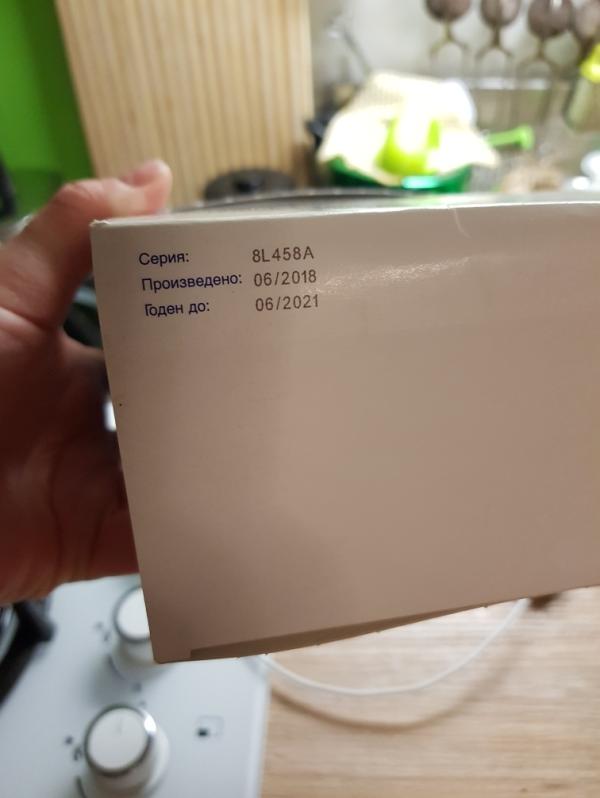 Серия: 8L458A
Произведено: 06/2018
Годен до: 06/2021